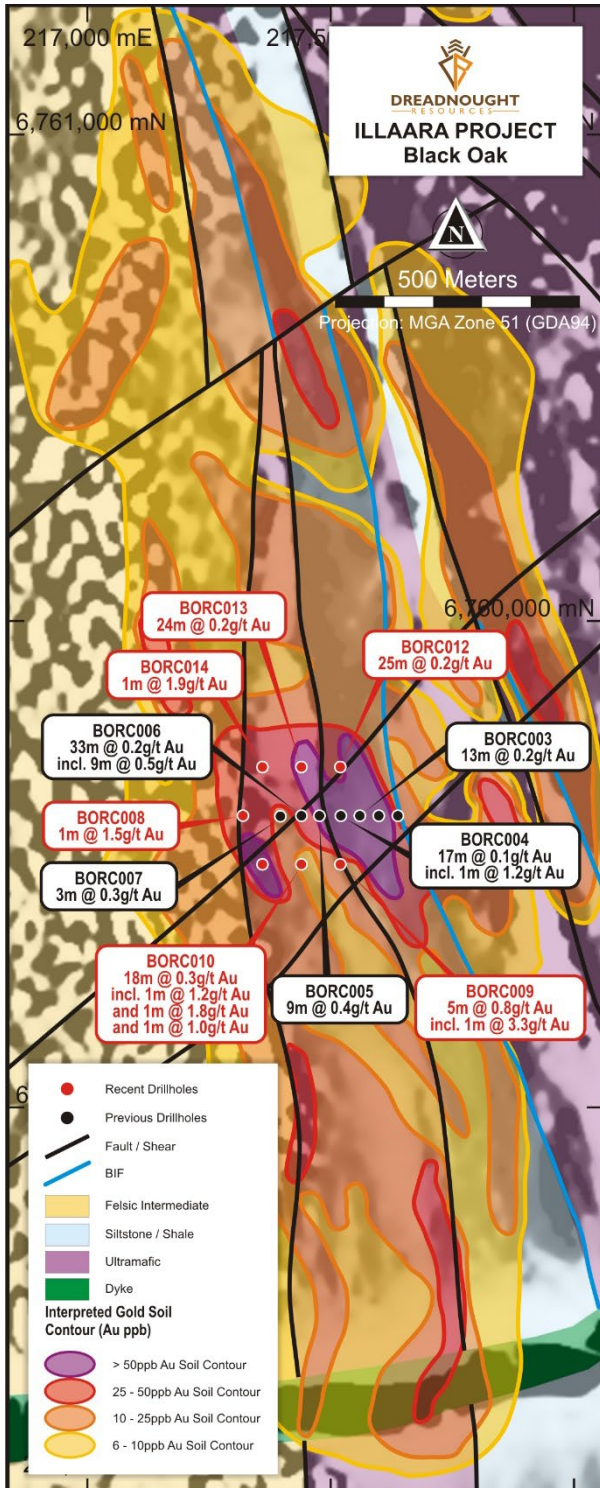 217,000 mE
217,5
DREADNOUGHT
RESOURCES
ILLAARA PROJECT
Black Oak
6,761,000 mN
N
N
500 Meters
Projection: MGA Zone 51 (GDA94)
6,760,000 mN
BORC013
24m @ 0.2g/t Au
BORC012
25m @ 0.2g/t Au
BORC014
1m @ 1.9g/t Au
BORC006
33m @ 0.2g/t Au
incl. 9m @ 0.5g/t Au
BORC003
13m @ 0.2g/t Au
BORC008
1m @ 1.5g/t Au
BORC004
17m @ 0.1g/t Au
incl. 1m @ 1.2g/t Au
BORC007
3m @ 0.3g/t Au
BORC010
18m @ 0.3g/t Au
incl. 1m @ 1.2g/t Au
and 1m @ 1.8g/t Au
and 1m @ 1.0g/t Au
BORC005
9m @ 0.4g/t Au
BORC009
5m @ 0.8g/t Au
incl. 1m @ 3.3g/t Au
Recent Drillholes
Previous Drillholes
Fault / Shear
BIF
Felsic Intermediate
Siltstone / Shale
Ultramafic
Dyke
Interpreted Gold Soil
Contour (Au ppb)
> 50ppb Au Soil Contour
25 - 50ppb Au Soil Contour
10 - 25ppb Au Soil Contour
6 - 10ppb Au Soil Contour